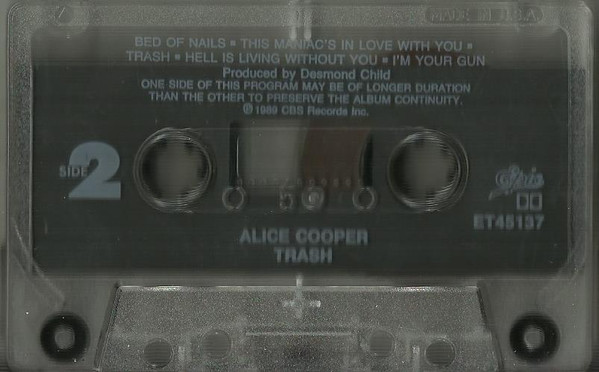 MADE IN U.S.A.
BED OF NAILS ▪ THIS MANIAC'S IN LOVE WITH YOU ▪
TRASH ▪ HELL IS LIVING WITHOUT YOU ▪ I'M YOUR GUN
Produced by Desmond Child
ONE SIDE OF THIS PROGRAM MAY BE OF LONGER DURATION
THAN THE OTHER TO PRESERVE THE ALBUM CONTINUITY.
℗ 1989 CBS Records Inc.
SIDE 2
Epic
ET45137
ALICE COOPER
TRASH